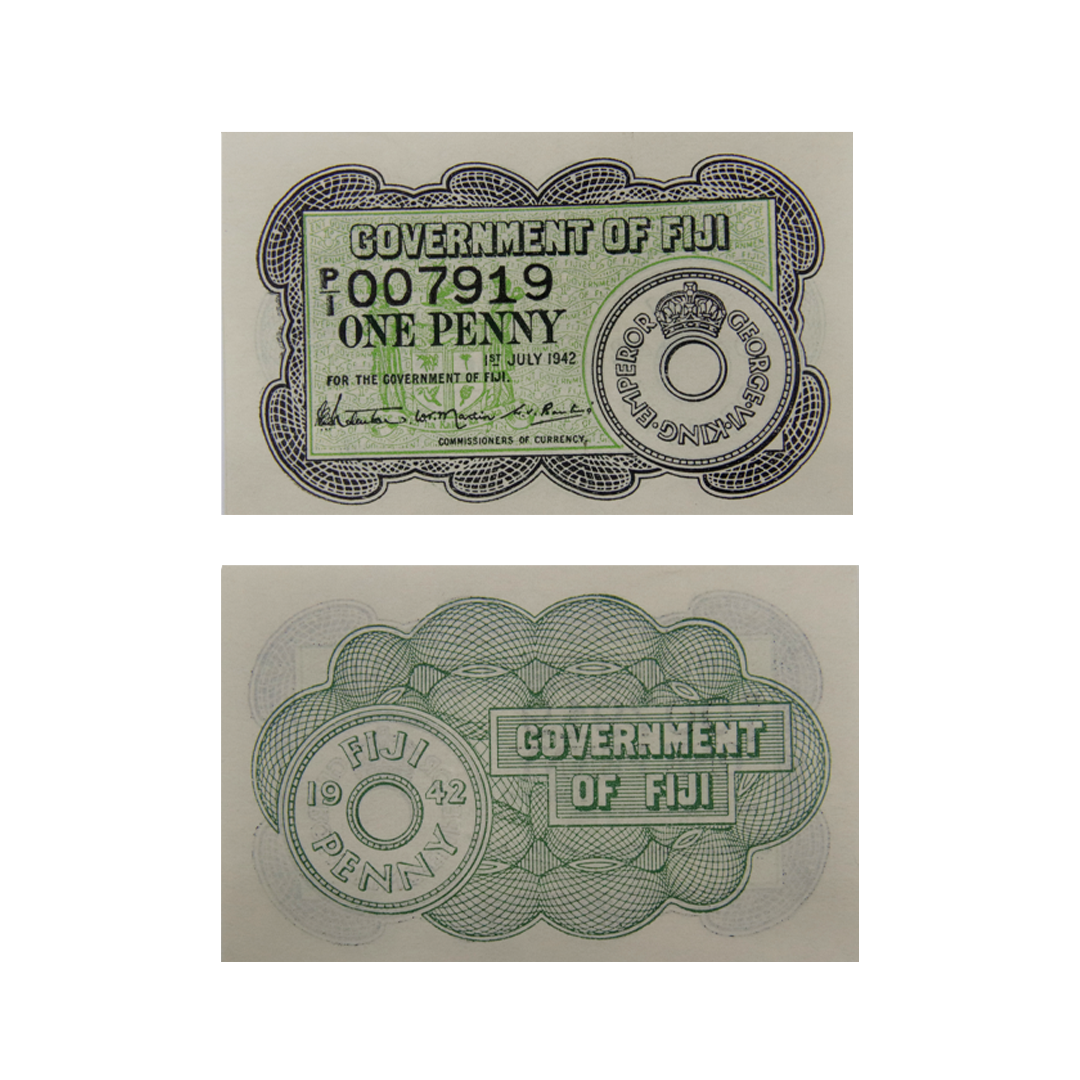 GOVERNMENT OF FIJI
P/1 007919
ONE PENNY
1ST JULY 1942
FOR THE GOVERNMENT OF FIJI.
COMMISSIONERS OF CURRENCY.
EMPEROR GEORGE·VI·KING·
GOVERNMENT
OF FIJI
FIJI
19 42
PENNY